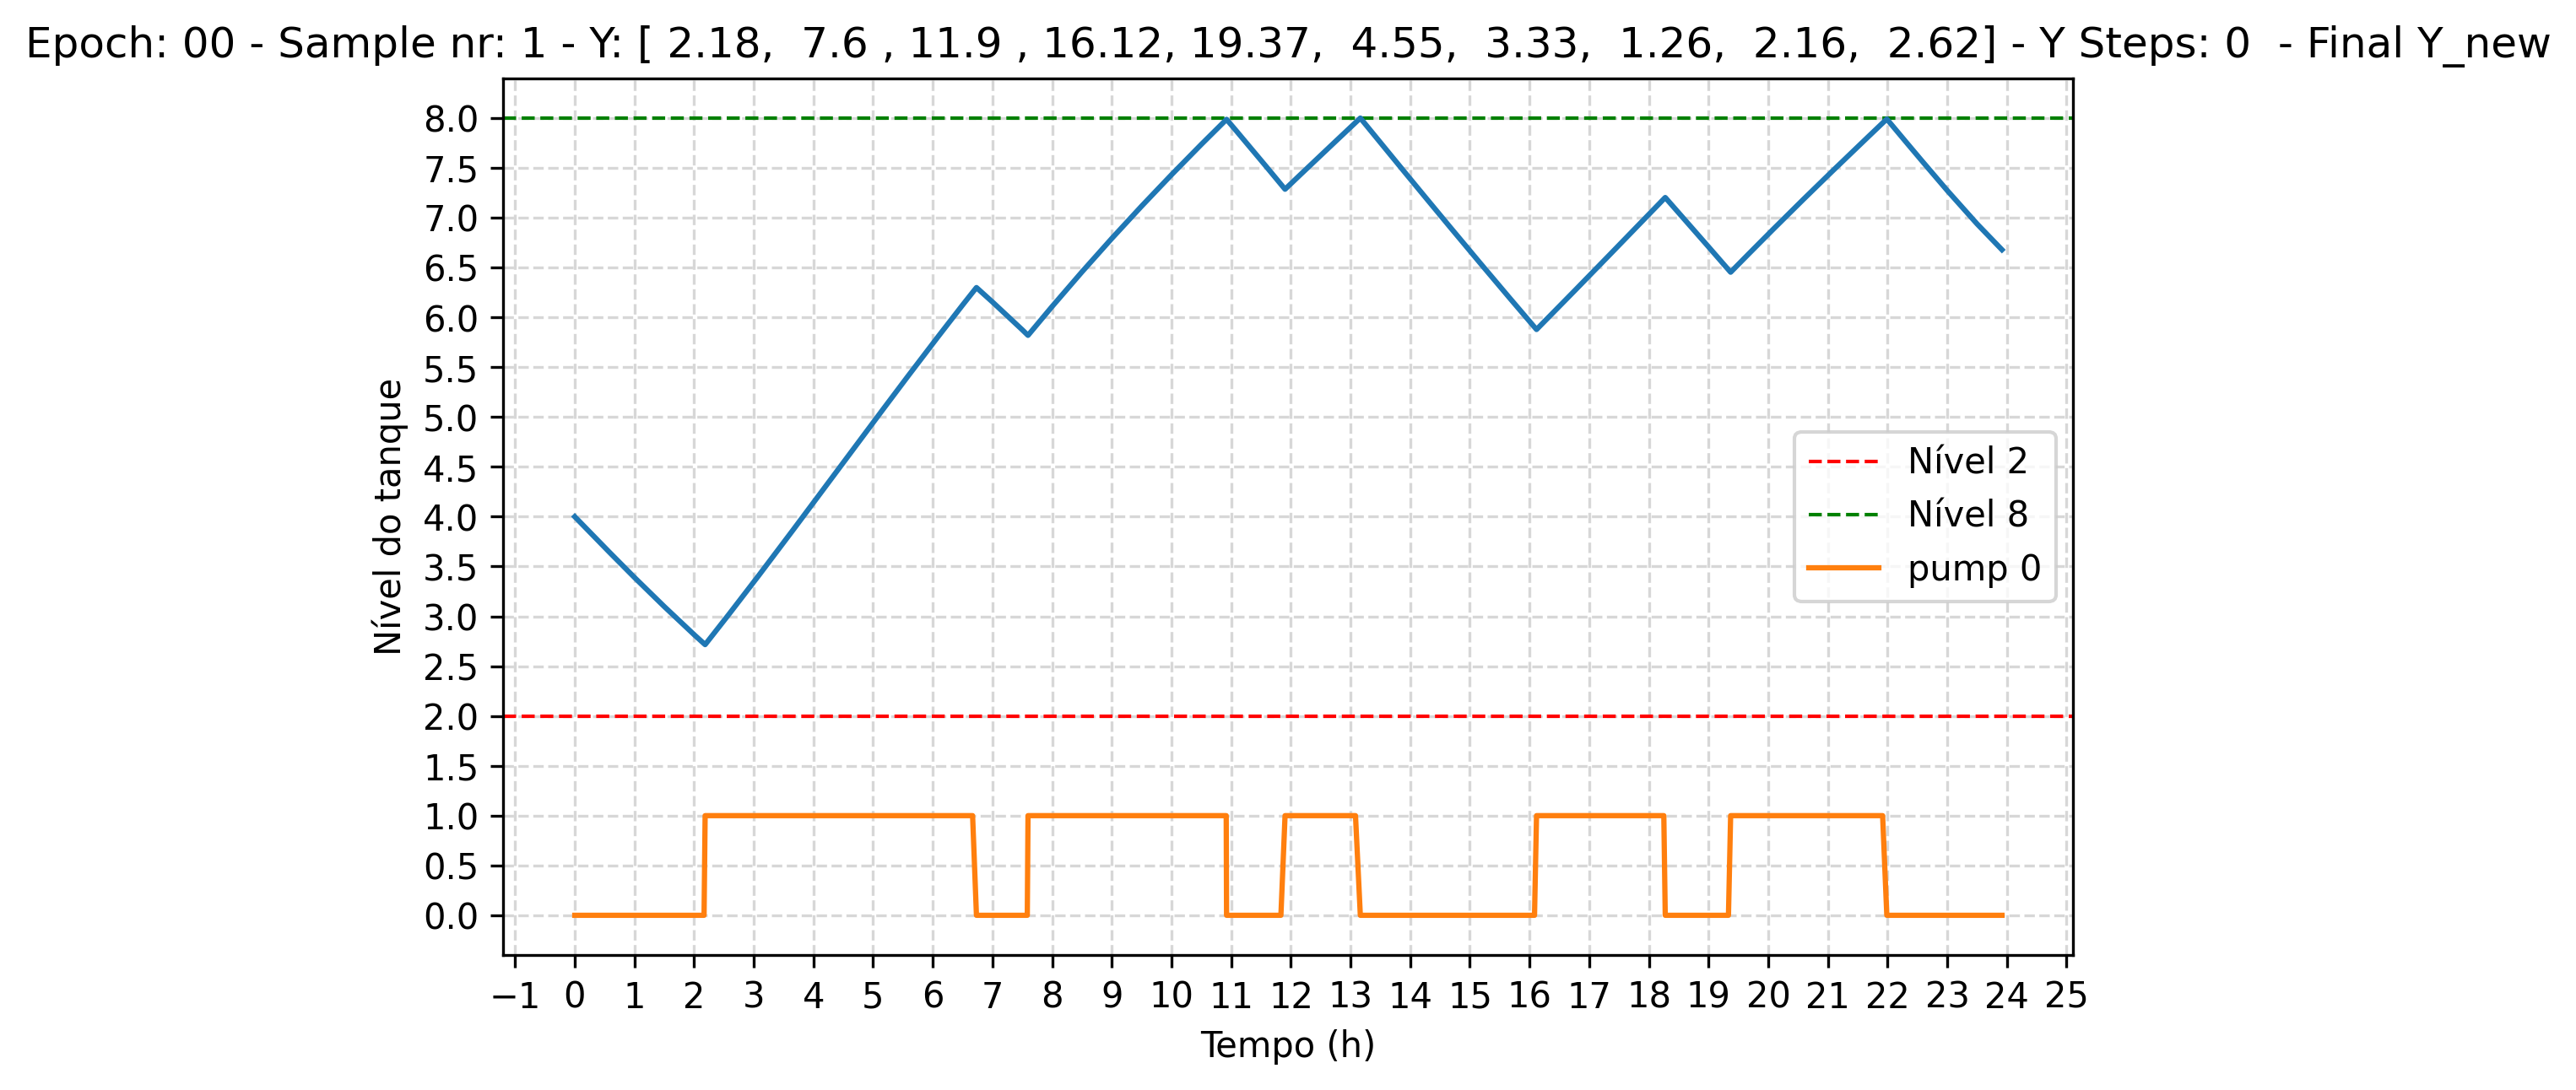 Epoch: 00 - Sample nr: 1 - Y: [ 2.18,  7.6 , 11.9 , 16.12, 19.37,  4.55,  3.33,  1.26,  2.16,  2.62] - Y Steps: 0  - Final Y_new
8.0
7.5
7.0
6.5
6.0
5.5
5.0
4.5
4.0
3.5
3.0
2.5
2.0
1.5
1.0
0.5
0.0
Nível do tanque
Nível 2
Nível 8
pump 0
−1 0 1 2 3 4 5 6 7 8 9 10 11 12 13 14 15 16 17 18 19 20 21 22 23 24 25
Tempo (h)